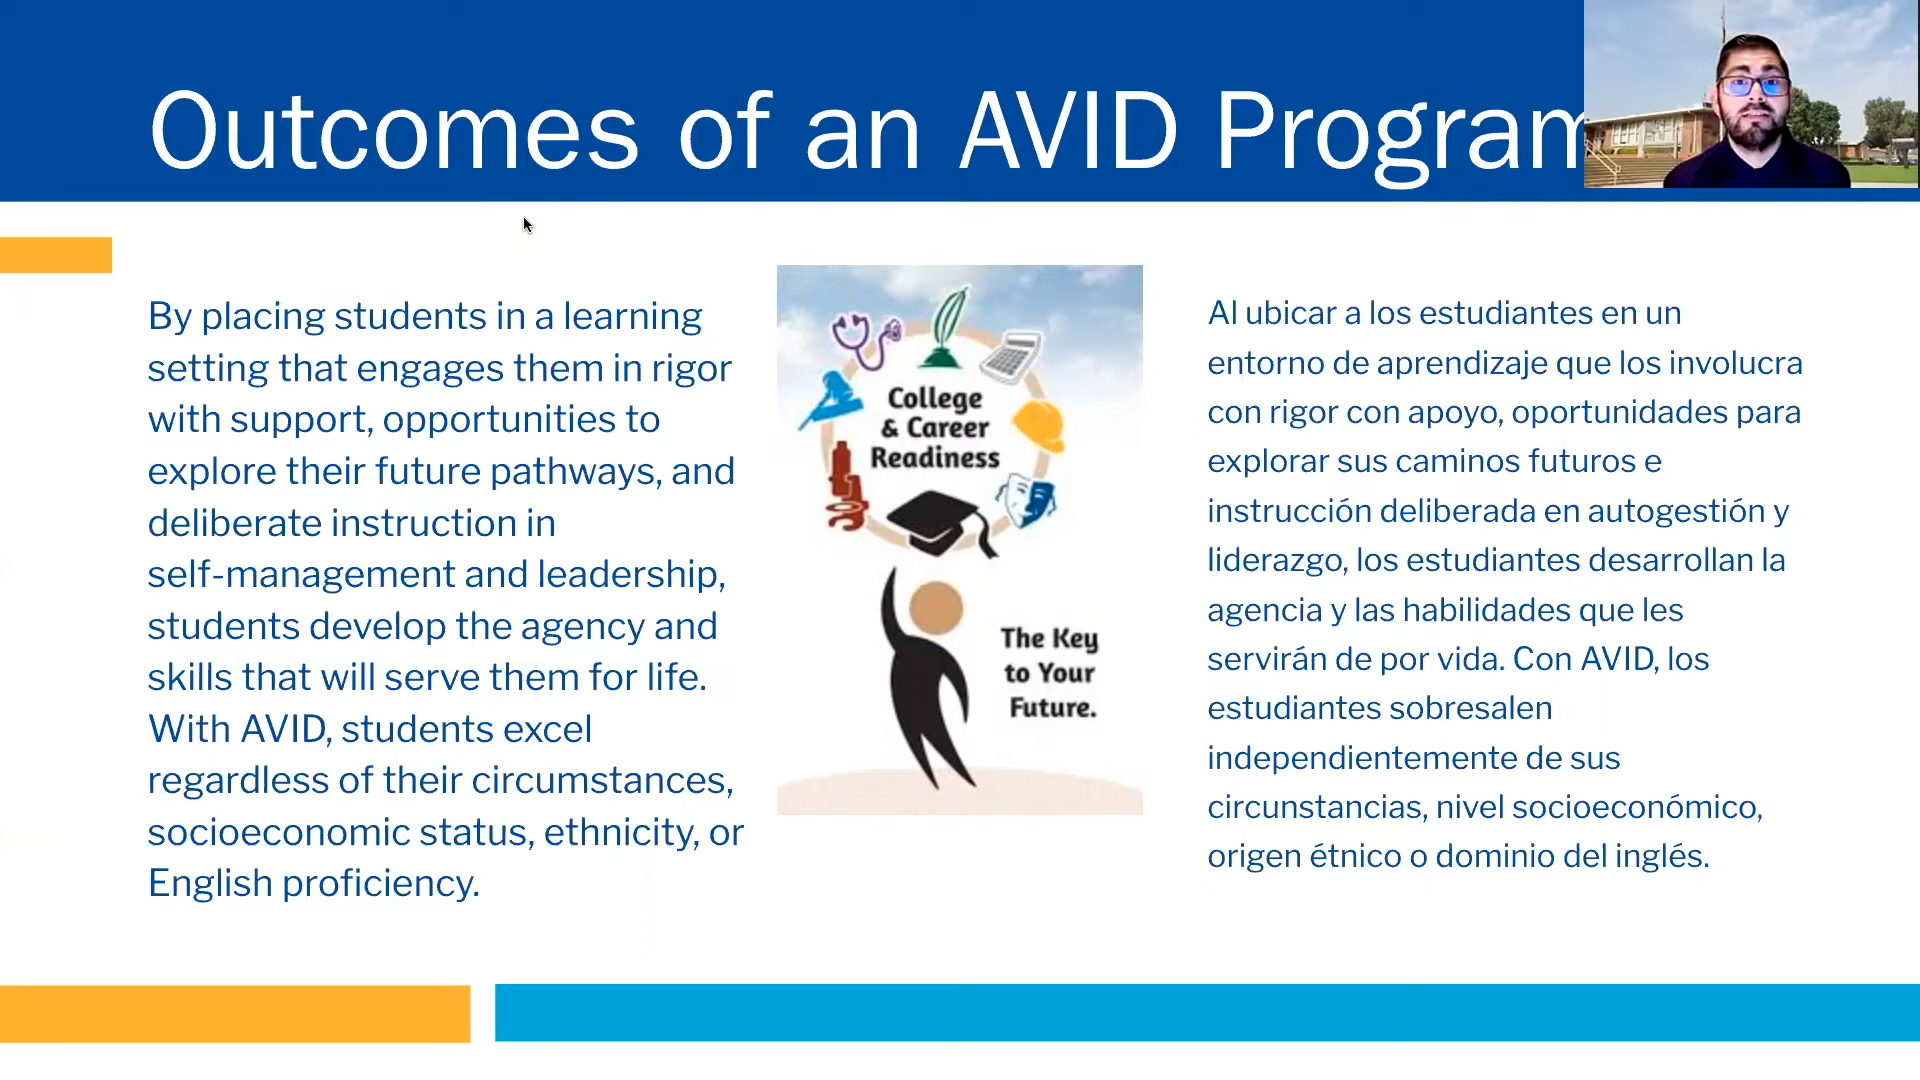 Outcomes of an AVID Program
By placing students in a learning
setting that engages them in rigor
with support, opportunities to
explore their future pathways, and
deliberate instruction in
self-management and leadership,
students develop the agency and
skills that will serve them for life.
With AVID, students excel
regardless of their circumstances,
socioeconomic status, ethnicity, or
English proficiency.
College
& Career
Readiness
The Key
to Your
Future.
Al ubicar a los estudiantes en un
entorno de aprendizaje que los involucra
con rigor con apoyo, oportunidades para
explorar sus caminos futuros e
instrucción deliberada en autogestión y
liderazgo, los estudiantes desarrollan la
agencia y las habilidades que les
servirán de por vida. Con AVID, los
estudiantes sobresalen
independientemente de sus
circunstancias, nivel socioeconómico,
origen étnico o dominio del inglés.